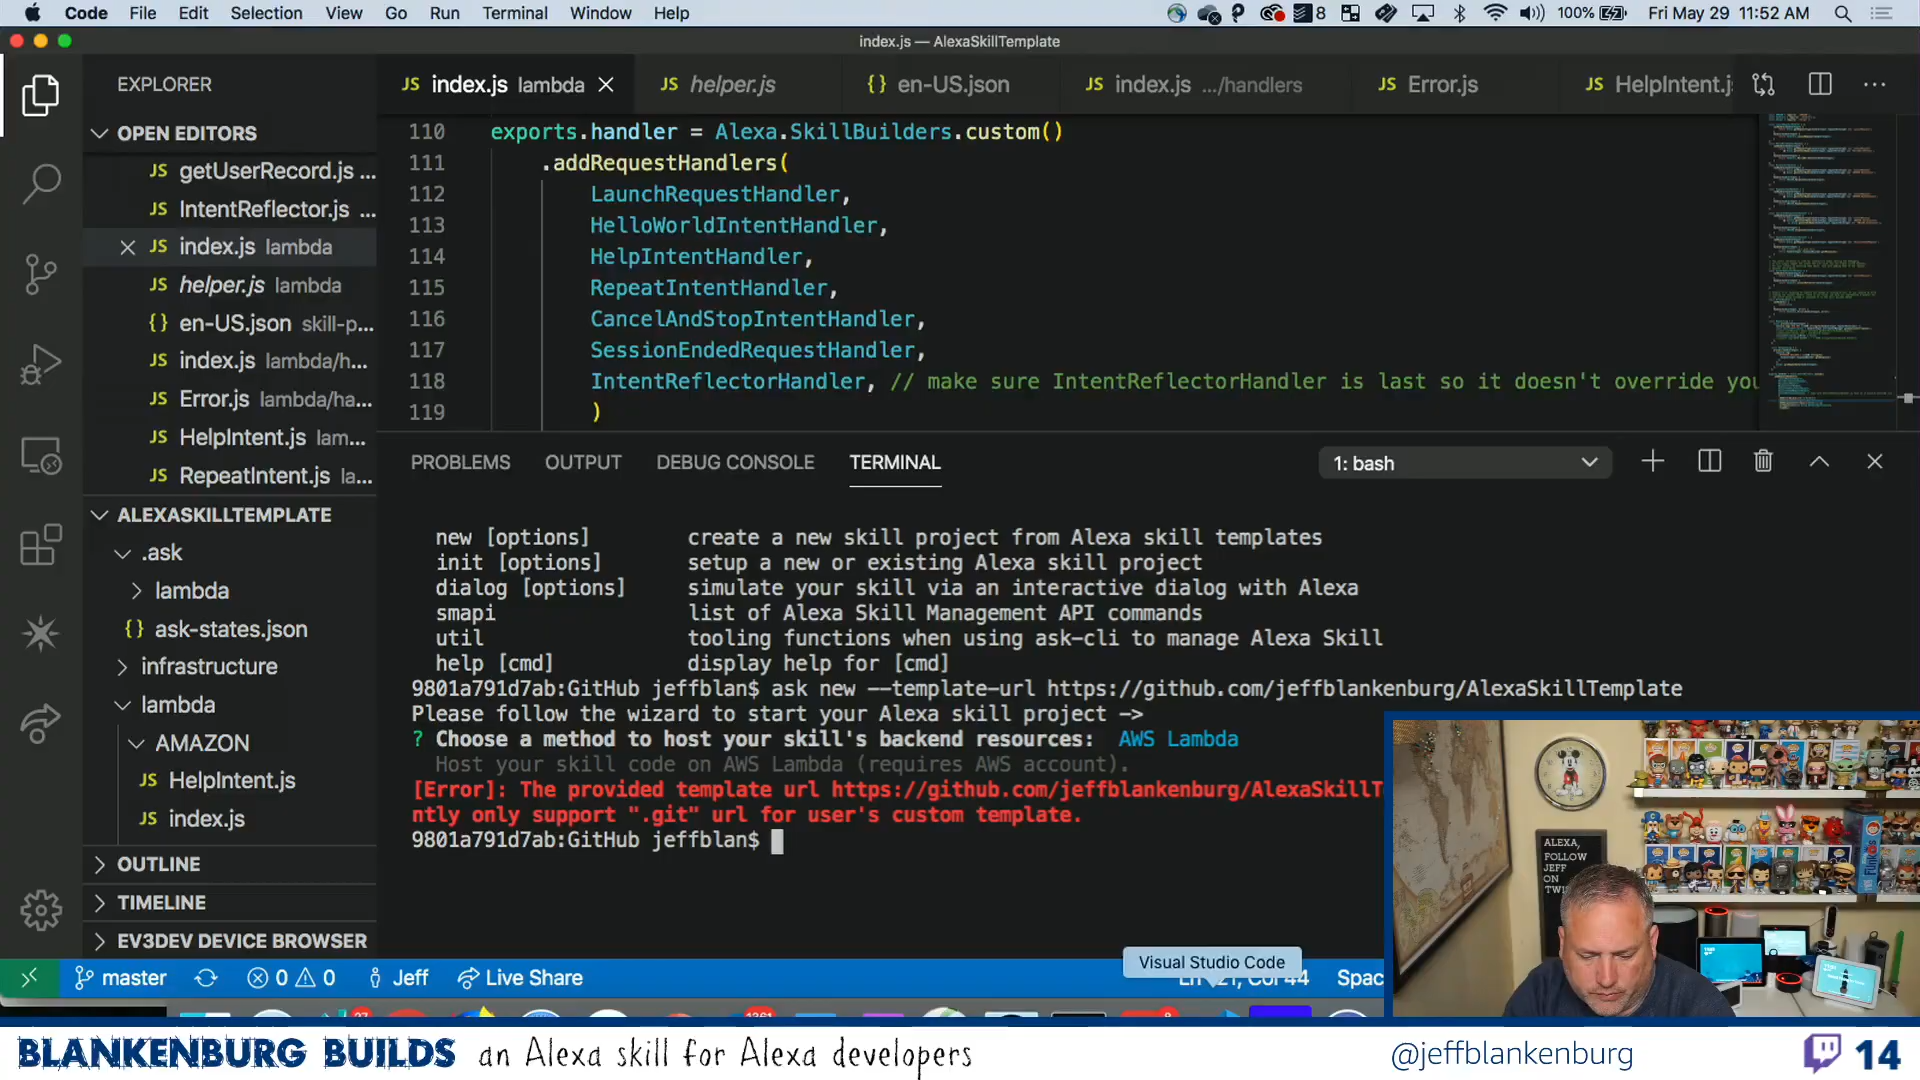 Code File Edit Selection View Go Run Terminal Window Help
8 100% Fri May 29 11:52 AM
index.js — AlexaSkillTemplate
EXPLORER
JS index.js lambda
JS helper.js
{} en-US.json
JS index.js .../handlers
JS Error.js
JS HelpIntent.j
OPEN EDITORS
JS getUserRecord.js ...
JS IntentReflector.js ...
JS index.js lambda
JS helper.js lambda
{} en-US.json skill-p...
JS index.js lambda/h...
JS Error.js lambda/ha...
JS HelpIntent.js lam...
JS RepeatIntent.js la...
ALEXASKILLTEMPLATE
.ask
lambda
{} ask-states.json
infrastructure
lambda
AMAZON
JS HelpIntent.js
JS index.js
OUTLINE
TIMELINE
EV3DEV DEVICE BROWSER
110 exports.handler = Alexa.SkillBuilders.custom()
111 .addRequestHandlers(
112 LaunchRequestHandler,
113 HelloWorldIntentHandler,
114 HelpIntentHandler,
115 RepeatIntentHandler,
116 CancelAndStopIntentHandler,
117 SessionEndedRequestHandler,
118 IntentReflectorHandler, // make sure IntentReflectorHandler is last so it doesn't override you
119 )
PROBLEMS OUTPUT DEBUG CONSOLE TERMINAL 1: bash
new [options] create a new skill project from Alexa skill templates
init [options] setup a new or existing Alexa skill project
dialog [options] simulate your skill via an interactive dialog with Alexa
smapi list of Alexa Skill Management API commands
util tooling functions when using ask-cli to manage Alexa Skill
help [cmd] display help for [cmd]
9801a791d7ab:GitHub jeffblan$ ask new --template-url https://github.com/jeffblankenburg/AlexaSkillTemplate
Please follow the wizard to start your Alexa skill project ->
? Choose a method to host your skill's backend resources: AWS Lambda
Host your skill code on AWS Lambda (requires AWS account).
[Error]: The provided template url https://github.com/jeffblankenburg/AlexaSkillT
ntly only support ".git" url for user's custom template.
9801a791d7ab:GitHub jeffblan$
ALEXA,
FOLLOW
JEFF
ON
Visual Studio Code
master 0 0 Jeff Live Share Col 44 Spac
BLANKENBURG BUILDS an Alexa skill for Alexa developers
@jeffblankenburg 14